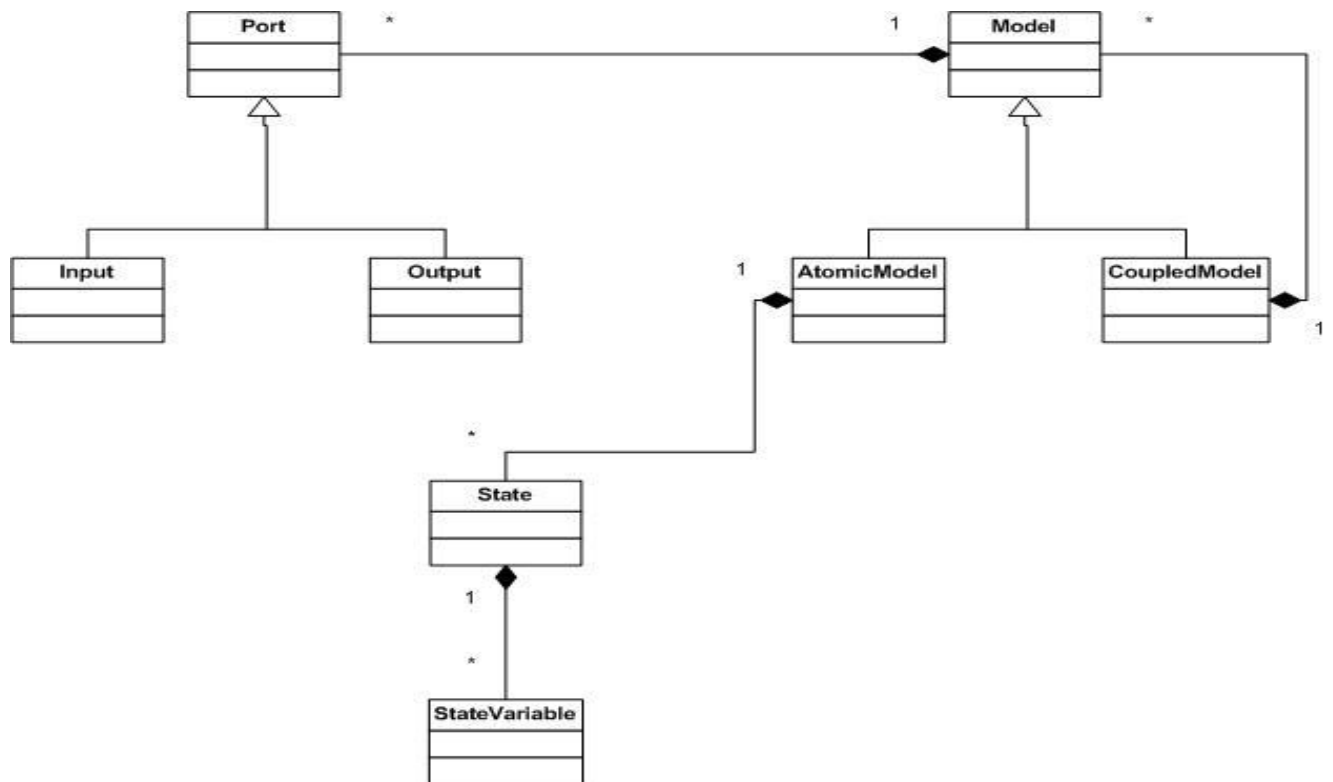 Port * 1 Model *
Input Output 1 AtomicModel CoupledModel
1
*
State
1
*
StateVariable